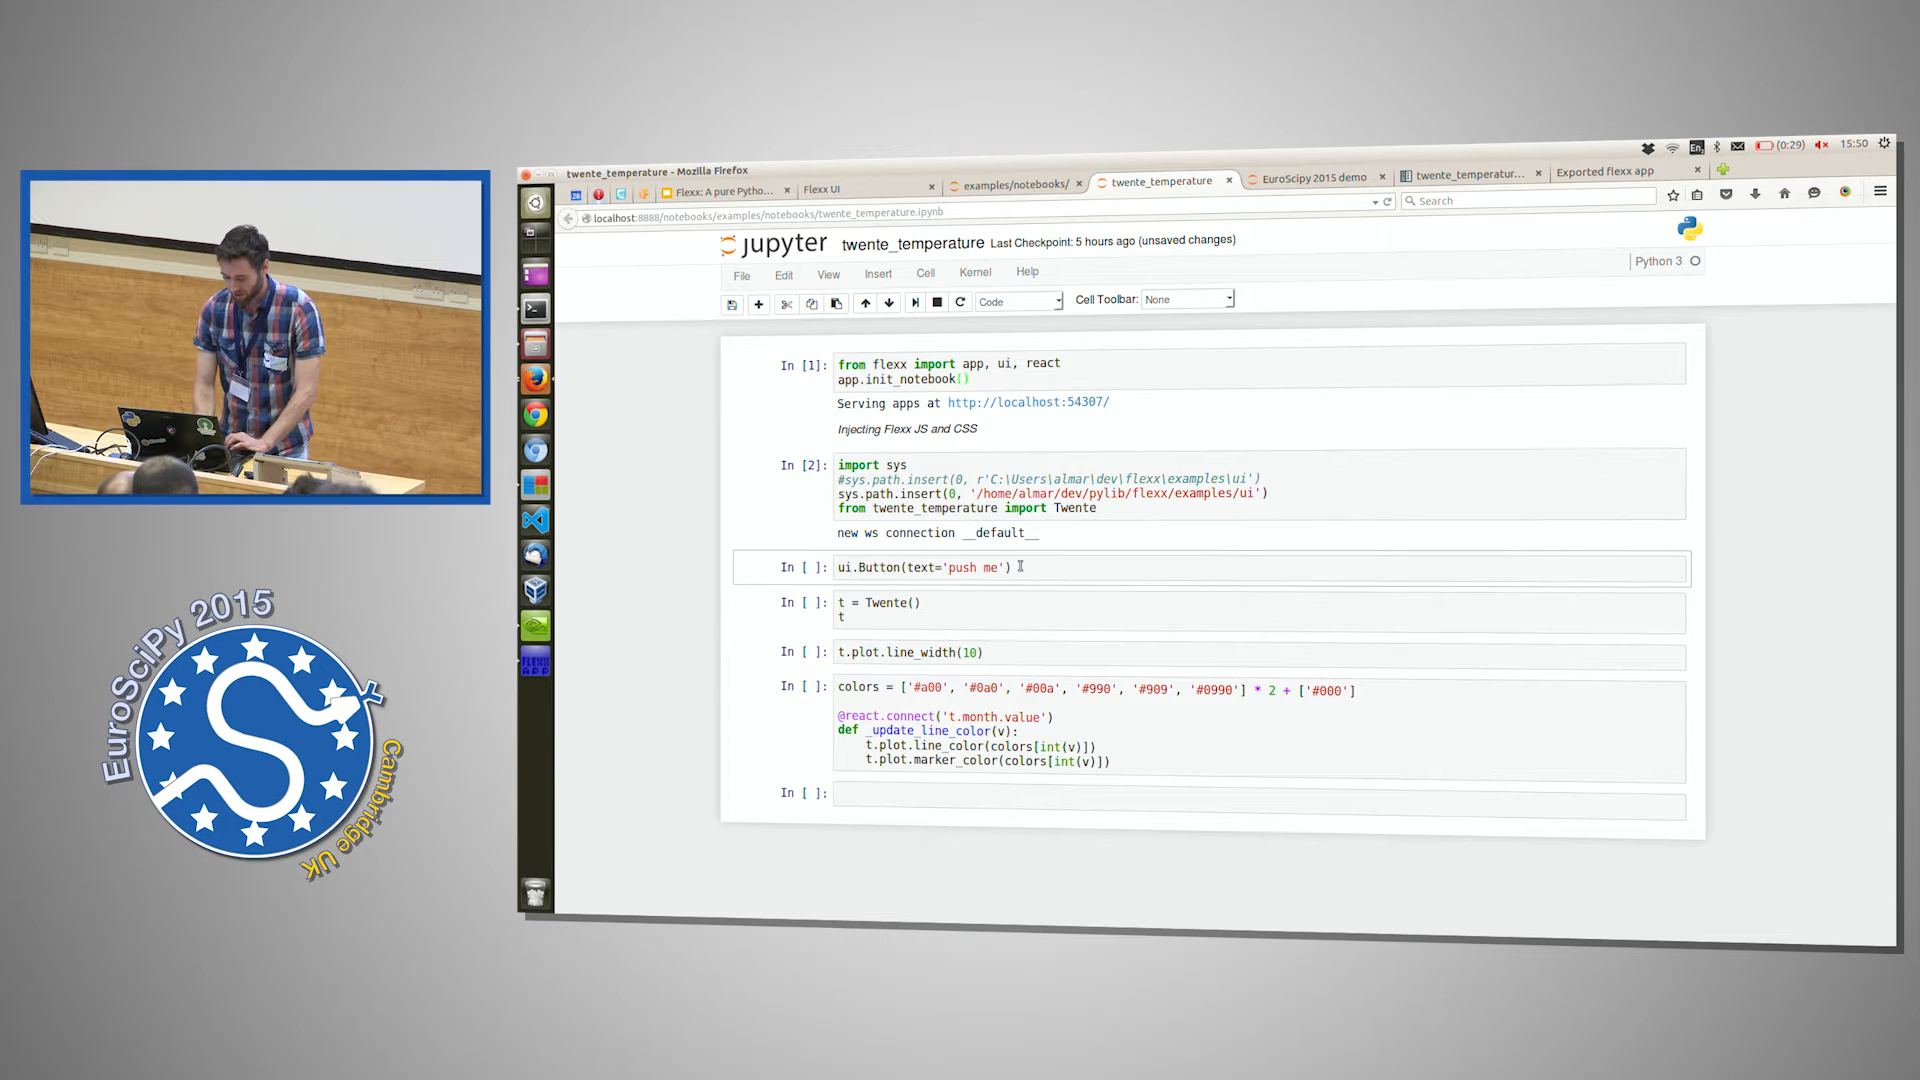 twente_temperature - Mozilla Firefox
(0:29)
15:50
Flexx: A pure Pytho...
Flexx UI
examples/notebooks/
twente_temperature
EuroScipy 2015 demo
twente_temperatur...
Exported flexx app
localhost:8888/notebooks/examples/notebooks/twente_temperature.ipynb
Search
jupyter twente_temperature Last Checkpoint: 5 hours ago (unsaved changes)
File Edit View Insert Cell Kernel Help
Python 3
Code
Cell Toolbar: None
In [1]: from flexx import app, ui, react
app.init_notebook()
Serving apps at http://localhost:54307/
Injecting Flexx JS and CSS
In [2]: import sys
#sys.path.insert(0, r'C:\Users\almar\dev\flexx\examples\ui')
sys.path.insert(0, '/home/almar/dev/pylib/flexx/examples/ui')
from twente_temperature import Twente
new ws connection __default__
In [ ]: ui.Button(text='push me')
In [ ]: t = Twente()
t
In [ ]: t.plot.line_width(10)
In [ ]: colors = ['#a00', '#0a0', '#00a', '#990', '#909', '#0990'] * 2 + ['#000']
@react.connect('t.month.value')
def _update_line_color(v):
t.plot.line_color(colors[int(v)])
t.plot.marker_color(colors[int(v)])
In [ ]:
FLEXX
APP
EuroSciPy 2015
Cambridge UK